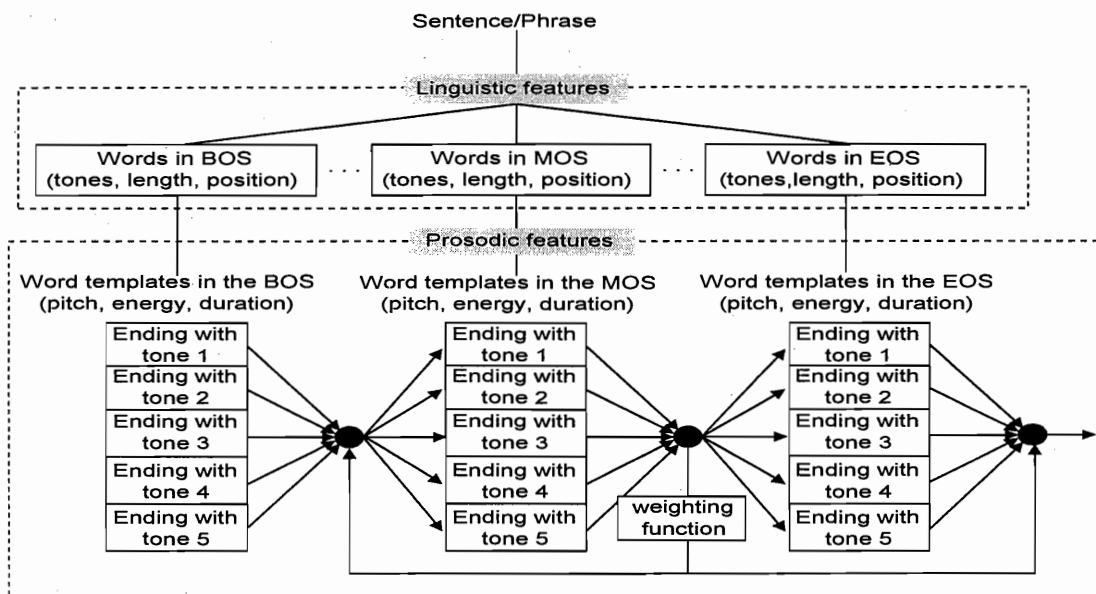 Sentence/Phrase
Linguistic features
Words in BOS
(tones, length, position)
. . .
Words in MOS
(tones, length, position)
. . .
Words in EOS
(tones,length, position)
Prosodic features
Word templates in the BOS
(pitch, energy, duration)
Word templates in the MOS
(pitch, energy, duration)
Word templates in the EOS
(pitch, energy, duration)
Ending with
tone 1
Ending with
tone 2
Ending with
tone 3
Ending with
tone 4
Ending with
tone 5
Ending with
tone 1
Ending with
tone 2
Ending with
tone 3
Ending with
tone 4
Ending with
tone 5
weighting
function
Ending with
tone 1
Ending with
tone 2
Ending with
tone 3
Ending with
tone 4
Ending with
tone 5